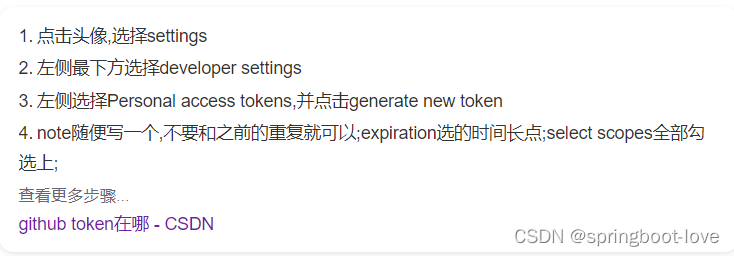 1. 点击头像,选择settings
2. 左侧最下方选择developer settings
3. 左侧选择Personal access tokens,并点击generate new token
4. note随便写一个,不要和之前的重复就可以;expiration选的时间长点;select scopes全部勾
选上;
查看更多步骤...
github token在哪 - CSDN
CSDN @springboot-love